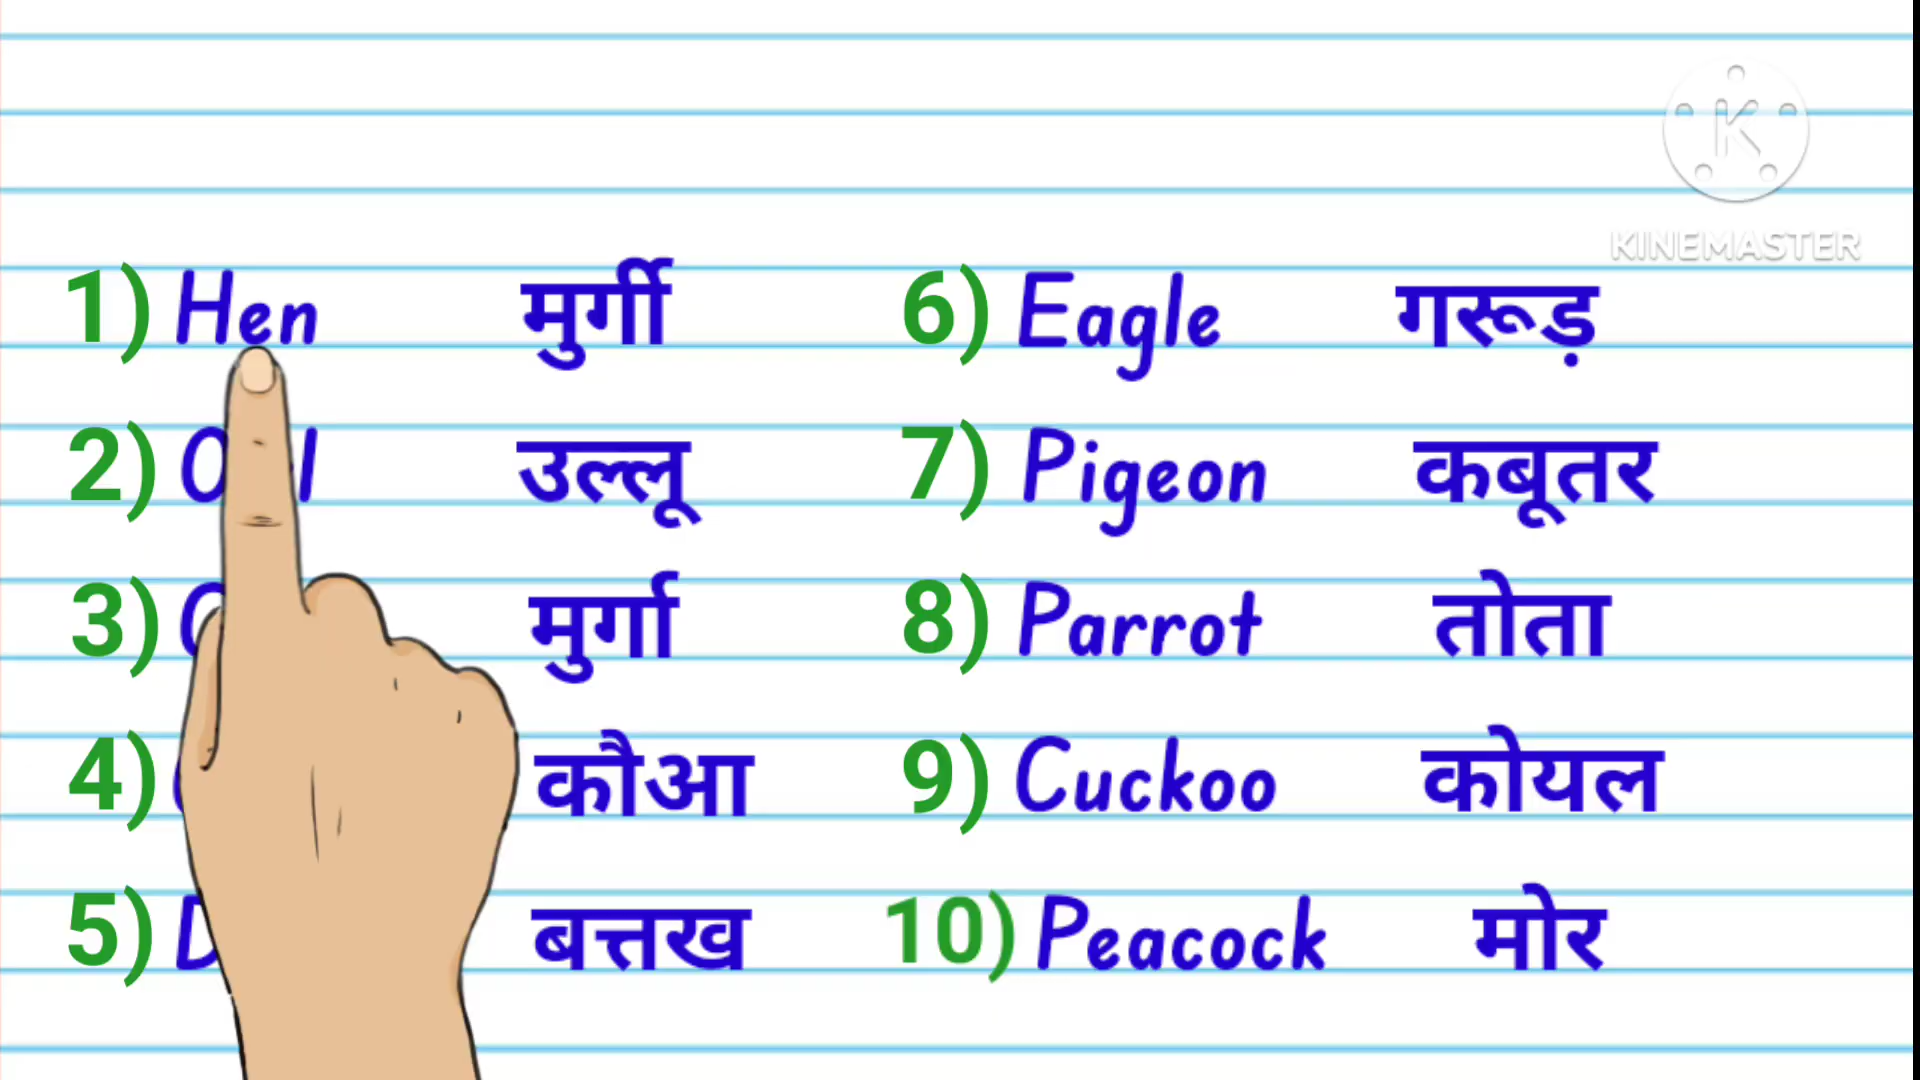 KINEMASTER
1) Hen मुर्गी
2) उल्लू
3) मुर्गा
4) कौआ
5) बत्तख
6) Eagle गरूड़
7) Pigeon कबूतर
8) Parrot तोता
9) Cuckoo कोयल
10) Peacock मोर